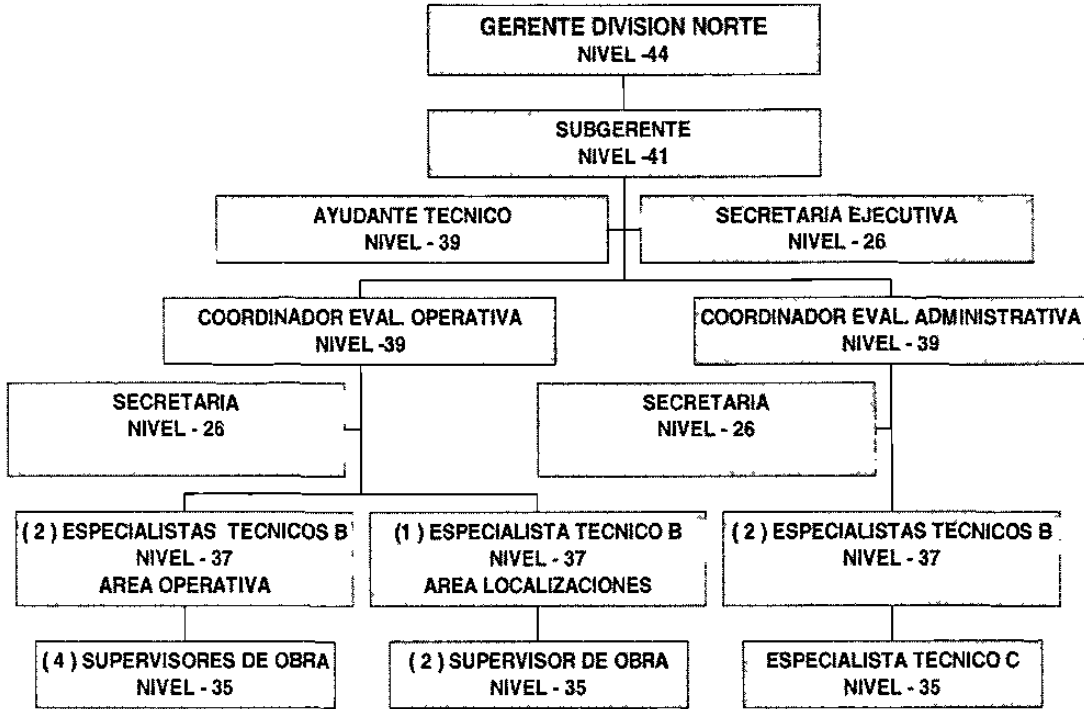 GERENTE DIVISION NORTE
NIVEL -44
SUBGERENTE
NIVEL -41
AYUDANTE TECNICO
NIVEL - 39
SECRETARIA EJECUTIVA
NIVEL - 26
COORDINADOR EVAL. OPERATIVA
NIVEL -39
COORDINADOR EVAL. ADMINISTRATIVA
NIVEL - 39
SECRETARIA
NIVEL - 26
SECRETARIA
NIVEL - 26
( 2 ) ESPECIALISTAS TECNICOS B
NIVEL - 37
AREA OPERATIVA
(1 ) ESPECIALISTA TECNICO B
NIVEL - 37
AREA LOCALIZACIONES
( 2 ) ESPECIALISTAS TECNICOS B
NIVEL - 37
( 4 ) SUPERVISORES DE OBRA
NIVEL - 35
( 2 ) SUPERVISOR DE OBRA
NIVEL - 35
ESPECIALISTA TECNICO C
NIVEL - 35